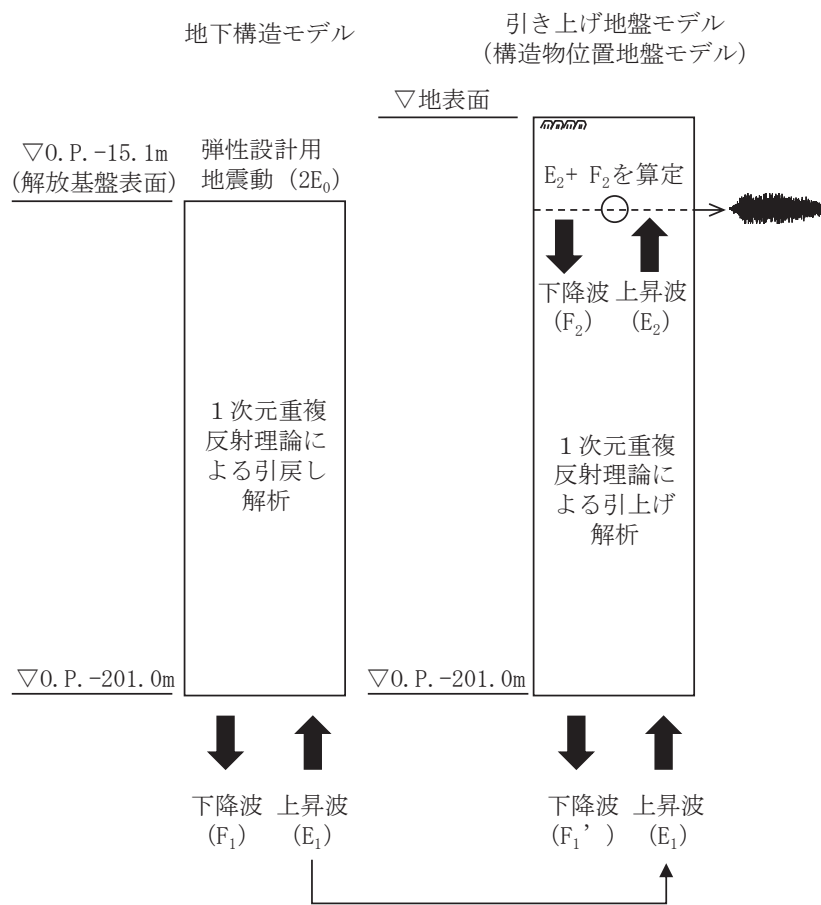 地下構造モデル
引き上げ地盤モデル
(構造物位置地盤モデル)
▽地表面
▽O.P.-15.1m
(解放基盤表面)
弾性設計用
地震動 (2E₀)
E₂+ F₂を算定
下降波 上昇波
(F₂) (E₂)
1次元重複
反射理論に
よる引戻し
解析
1次元重複
反射理論に
よる引上げ
解析
▽O.P.-201.0m
▽O.P.-201.0m
下降波 上昇波
(F₁) (E₁)
下降波 上昇波
(F₁’) (E₁)